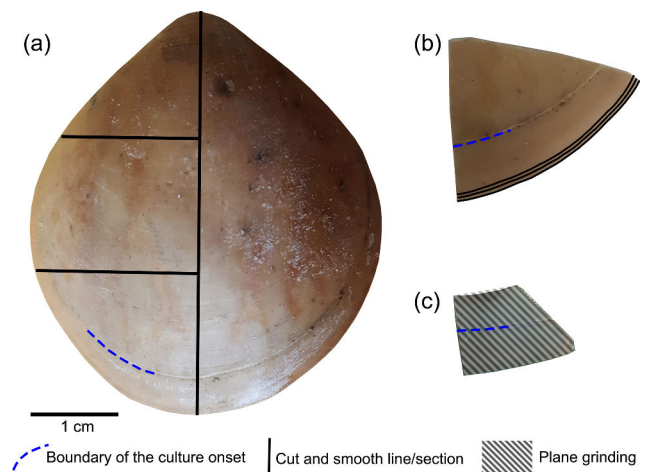 (a)
(b)
(c)
1 cm
Boundary of the culture onset
Cut and smooth line/section
Plane grinding